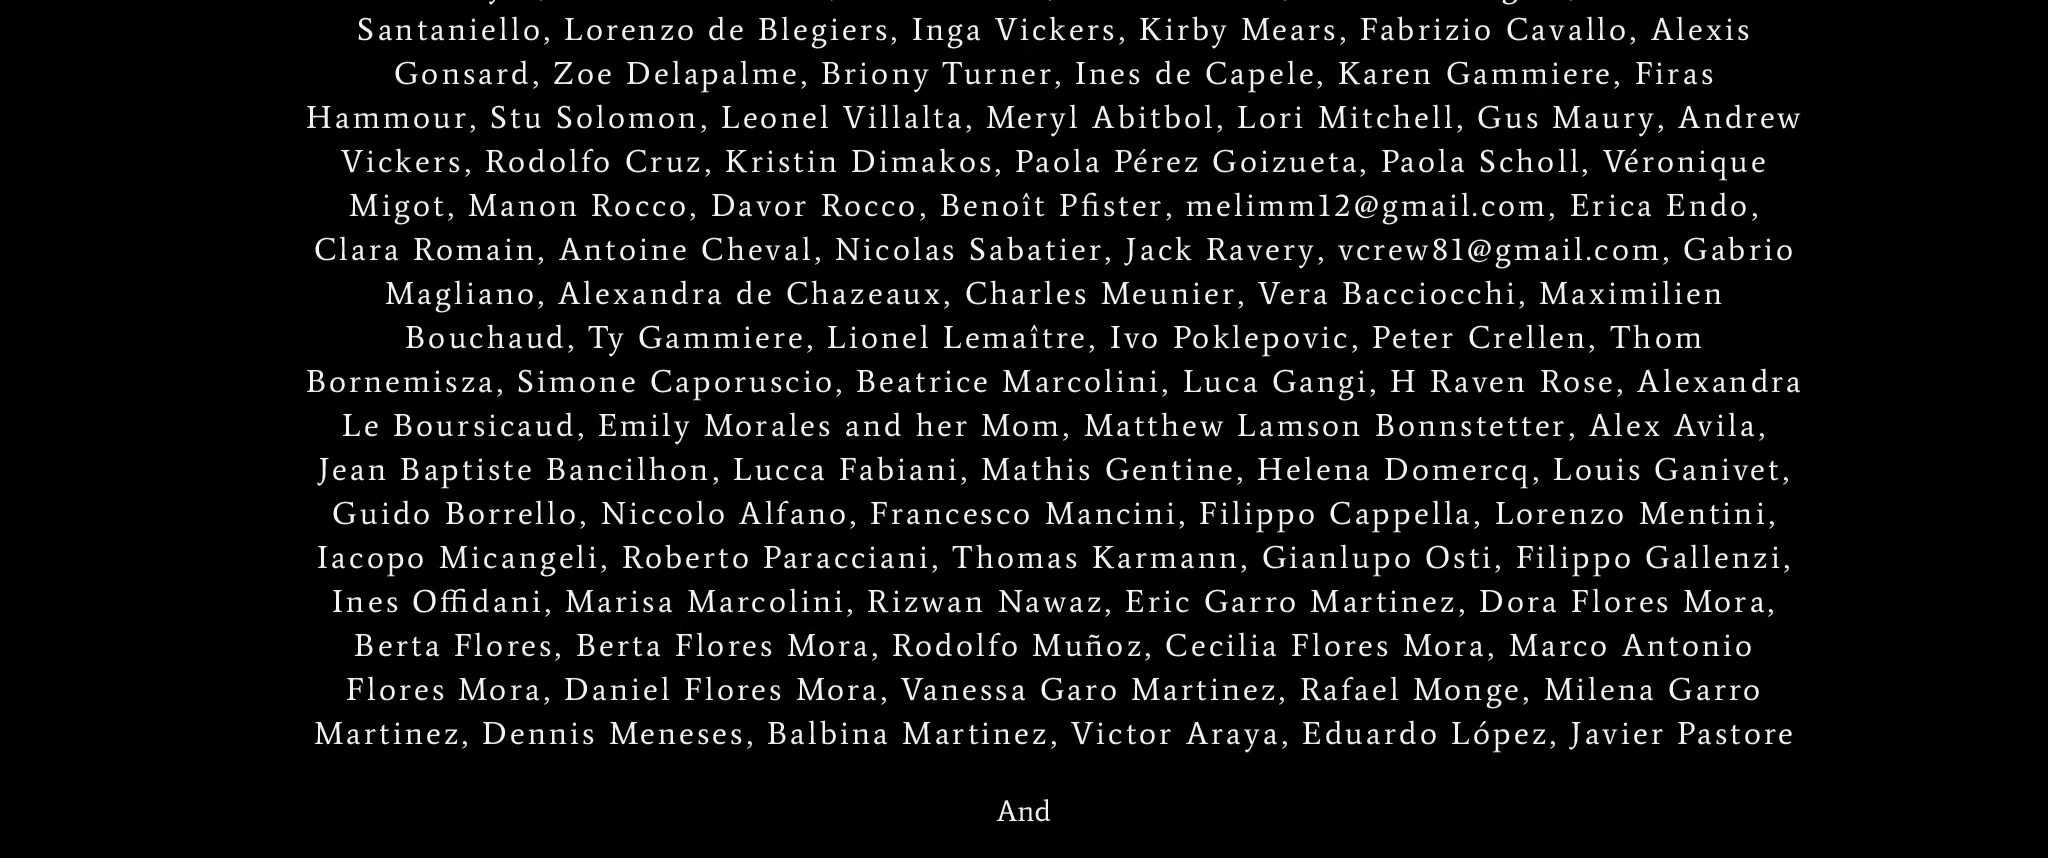 Santaniello, Lorenzo de Blegiers, Inga Vickers, Kirby Mears, Fabrizio Cavallo, Alexis
Gonsard, Zoe Delapalme, Briony Turner, Ines de Capele, Karen Gammiere, Firas
Hammour, Stu Solomon, Leonel Villalta, Meryl Abitbol, Lori Mitchell, Gus Maury, Andrew
Vickers, Rodolfo Cruz, Kristin Dimakos, Paola Pérez Goizueta, Paola Scholl, Véronique
Migot, Manon Rocco, Davor Rocco, Benoît Pfister, melimm12@gmail.com, Erica Endo,
Clara Romain, Antoine Cheval, Nicolas Sabatier, Jack Ravery, vcrew81@gmail.com, Gabrio
Magliano, Alexandra de Chazeaux, Charles Meunier, Vera Bacciocchi, Maximilien
Bouchaud, Ty Gammiere, Lionel Lemaître, Ivo Poklepovic, Peter Crellen, Thom
Bornemisza, Simone Caporuscio, Beatrice Marcolini, Luca Gangi, H Raven Rose, Alexandra
Le Boursicaud, Emily Morales and her Mom, Matthew Lamson Bonnstetter, Alex Avila,
Jean Baptiste Bancilhon, Lucca Fabiani, Mathis Gentine, Helena Domercq, Louis Ganivet,
Guido Borrello, Niccolo Alfano, Francesco Mancini, Filippo Cappella, Lorenzo Mentini,
Iacopo Micangeli, Roberto Paracciani, Thomas Karmann, Gianlupo Osti, Filippo Gallenzi,
Ines Offidani, Marisa Marcolini, Rizwan Nawaz, Eric Garro Martinez, Dora Flores Mora,
Berta Flores, Berta Flores Mora, Rodolfo Muñoz, Cecilia Flores Mora, Marco Antonio
Flores Mora, Daniel Flores Mora, Vanessa Garo Martinez, Rafael Monge, Milena Garro
Martinez, Dennis Meneses, Balbina Martinez, Victor Araya, Eduardo López, Javier Pastore
And